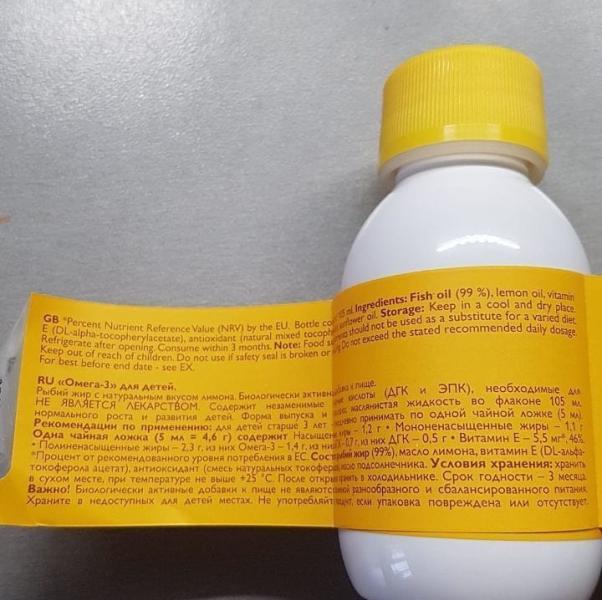 GB *Percent Nutrient Reference Value (NRV) by the EU. Bottle 105 ml. Ingredients: Fish oil (99 %), lemon oil, vitamin
E (DL-alpha-tocopherylacetate), antioxidant (natural mixed sunflower oil. Storage: Keep in a cool and dry place.
Refrigerate after opening. Consume within 3 months. Note: Food should not be used as a substitute for a varied diet.
Keep out of reach of children. Do not use if safety seal is broken or Do not exceed the stated recommended daily dosage.
For best before end date - see EX.
RU «Омега-3» для детей.
Рыбий жир с натуральным вкусом лимона. Биологически к пище.
НЕ ЯВЛЯЕТСЯ ЛЕКАРСТВОМ. Содержит незаменимые кислоты (ДГК и ЭПК), необходимые для
нормального роста и развития детей. Форма выпуска и маслянистая жидкость во флаконе 105 мл.
Рекомендации по применению: для детей старше 3 лет принимать по одной чайной ложке (5 мл).
Одна чайная ложка (5 мл = 4,6 г) содержит Насыщенные – 1,2 г • Мононенасыщенные жиры – 1,1 г
• Полиненасыщенные жиры – 2,3 г, из них Омега-3 – 1,4 г, из них 0,7 г, из них ДГК – 0,5 г • Витамин Е – 5,5 мг*, 46%.
*Процент от рекомендованного уровня потребления в ЕС. жир (99%), масло лимона, витамин Е (DL-альфа-
токоферола ацетат), антиоксидант (смесь натуральных подсолнечника. Условия хранения: хранить
в сухом месте, при температуре не выше +25 °С. После хранить в холодильнике. Срок годности – 3 месяца.
Важно! Биологически активные добавки к пище не являются разнообразного и сбалансированного питания.
Хранить в недоступных для детей местах. Не если упаковка повреждена или отсутствует.